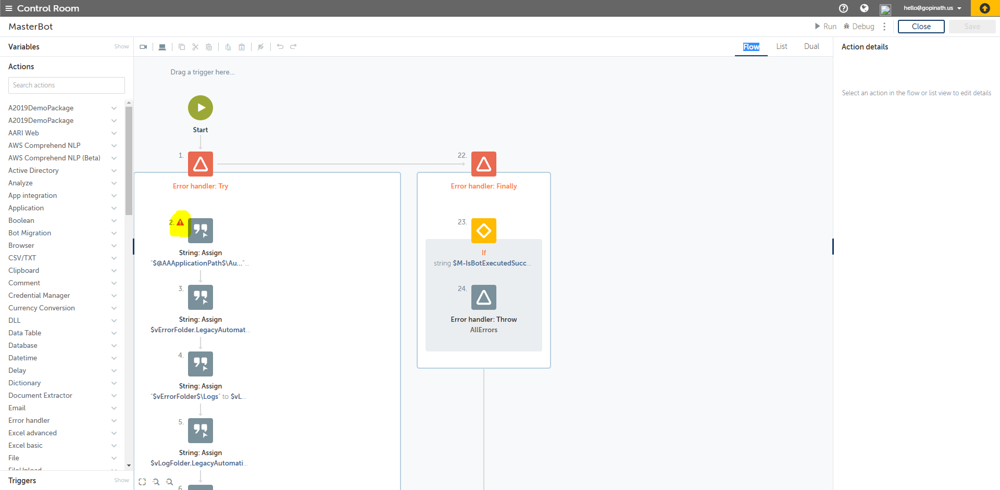 Control Room
hello@gopinath.us
MasterBot
Run
Debug
Close
Save
Variables
Show
Flow
List
Dual
Action details
Actions
Search actions
Select an action in the flow or list view to edit details
A2019DemoPackage
A2019DemoPackage
AARI Web
AWS Comprehend NLP
AWS Comprehend NLP (Beta)
Active Directory
Analyze
App integration
Application
Boolean
Bot Migration
Browser
CSV/TXT
Clipboard
Comment
Credential Manager
Currency Conversion
DLL
Data Table
Database
Datetime
Delay
Dictionary
Document Extractor
Email
Error handler
Excel advanced
Excel basic
File
FileUpload
Triggers
Show
Drag a trigger here...
Start
1.
Error handler: Try
2.
String: Assign
"$@AAApplicationPath$\Au..."...
3.
String: Assign
$vErrorFolder.LegacyAutomat...
4.
String: Assign
"$vErrorFolder$\Logs" to $vL...
5.
String: Assign
$vLogFolder.LegacyAutomati...
6.
22.
Error handler: Finally
23.
If
string $M-IsBotExecutedSucc...
24.
Error handler: Throw
AllErrors